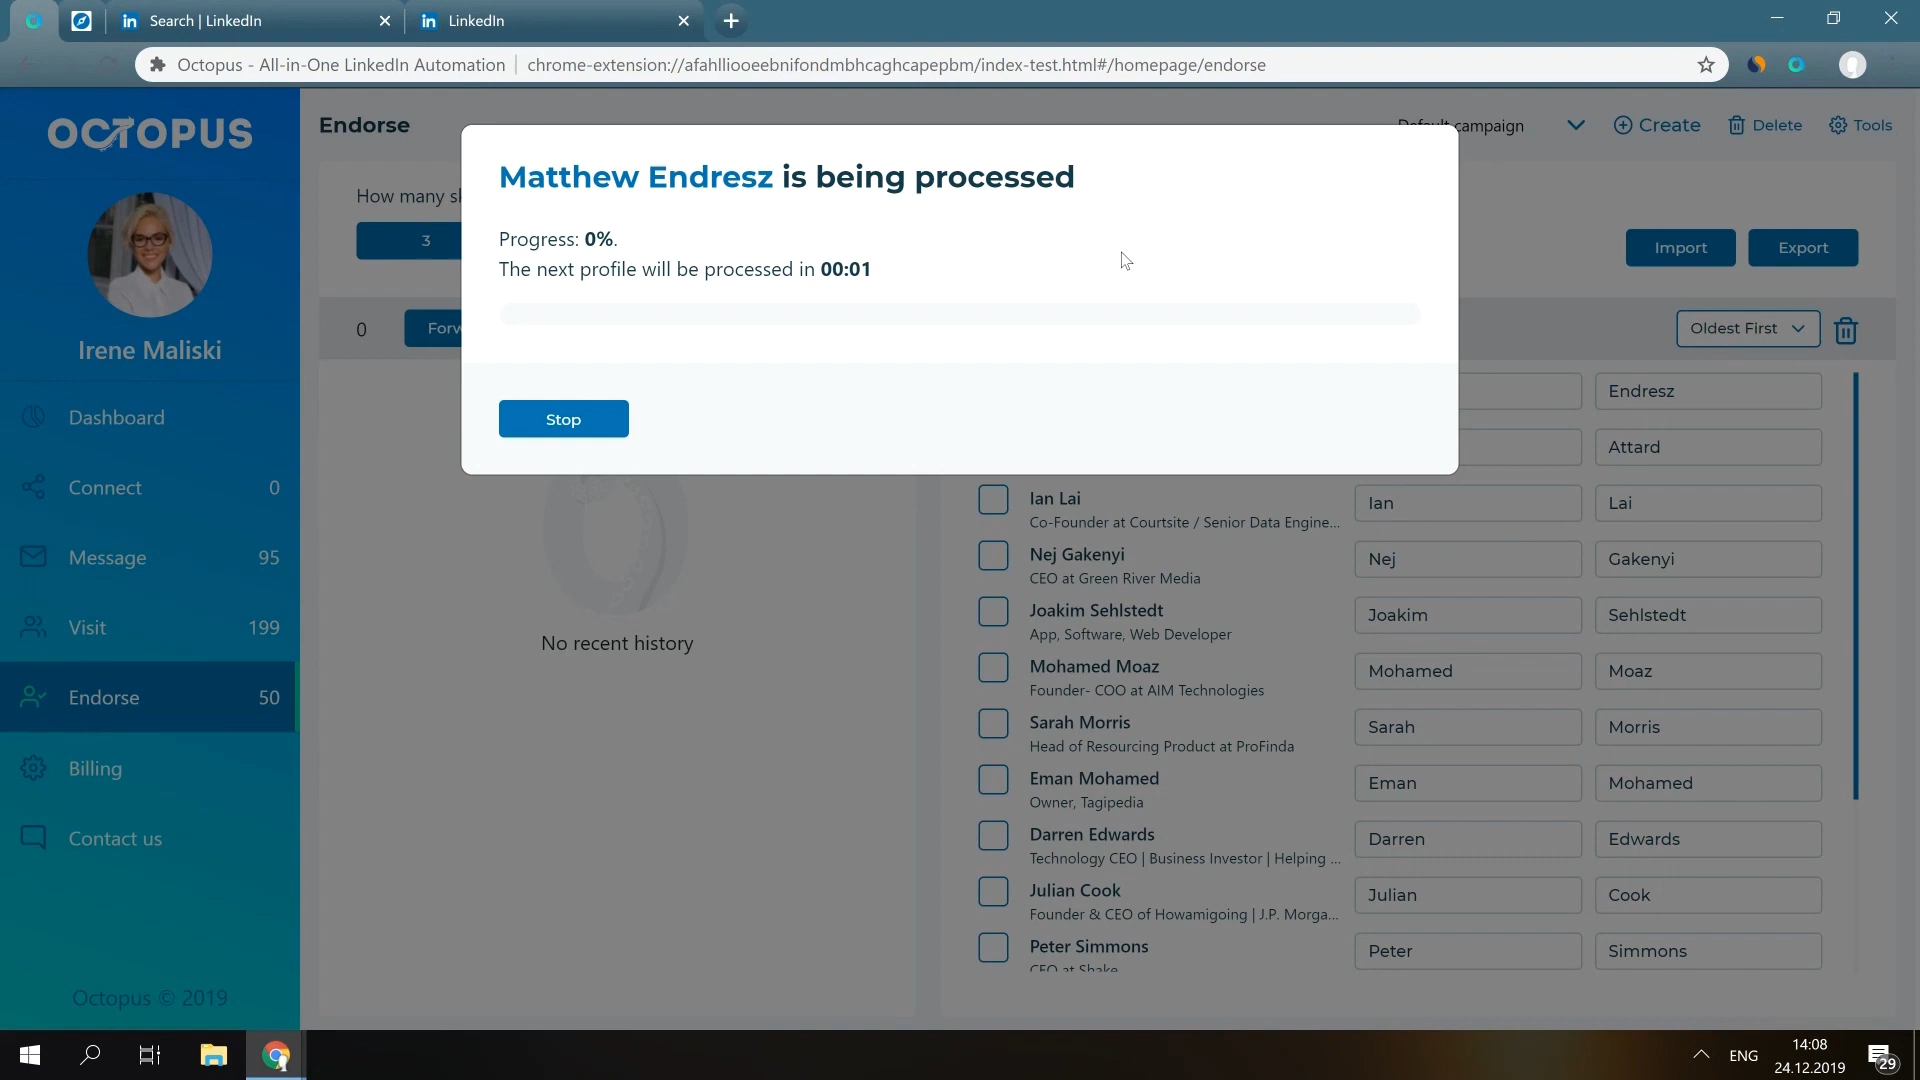 Search | LinkedIn
LinkedIn
Octopus - All-in-One LinkedIn Automation
chrome-extension://afahlliooeebnifondmbhcaghcapepbm/index-test.html#/homepage/endorse
OCTOPUS
Irene Maliski
Dashboard
Connect 0
Message 95
Visit 199
Endorse 50
Billing
Contact us
Octopus © 2019
Endorse
campaign
Create
Delete
Tools
How many
3
Import
Export
0
Oldest First
Matthew Endresz is being processed
Progress: 0%.
The next profile will be processed in 00:01
Stop
No recent history
Endresz
Attard
Ian Lai
Co-Founder at Courtsite / Senior Data Engine...
Ian
Lai
Nej Gakenyi
CEO at Green River Media
Nej
Gakenyi
Joakim Sehlstedt
App, Software, Web Developer
Joakim
Sehlstedt
Mohamed Moaz
Founder- COO at AIM Technologies
Mohamed
Moaz
Sarah Morris
Head of Resourcing Product at ProFinda
Sarah
Morris
Eman Mohamed
Owner, Tagipedia
Eman
Mohamed
Darren Edwards
Technology CEO | Business Investor | Helping ...
Darren
Edwards
Julian Cook
Founder & CEO of Howamigoing | J.P. Morga...
Julian
Cook
Peter Simmons
CEO at Shake
Peter
Simmons
ENG
14:08
24.12.2019
29